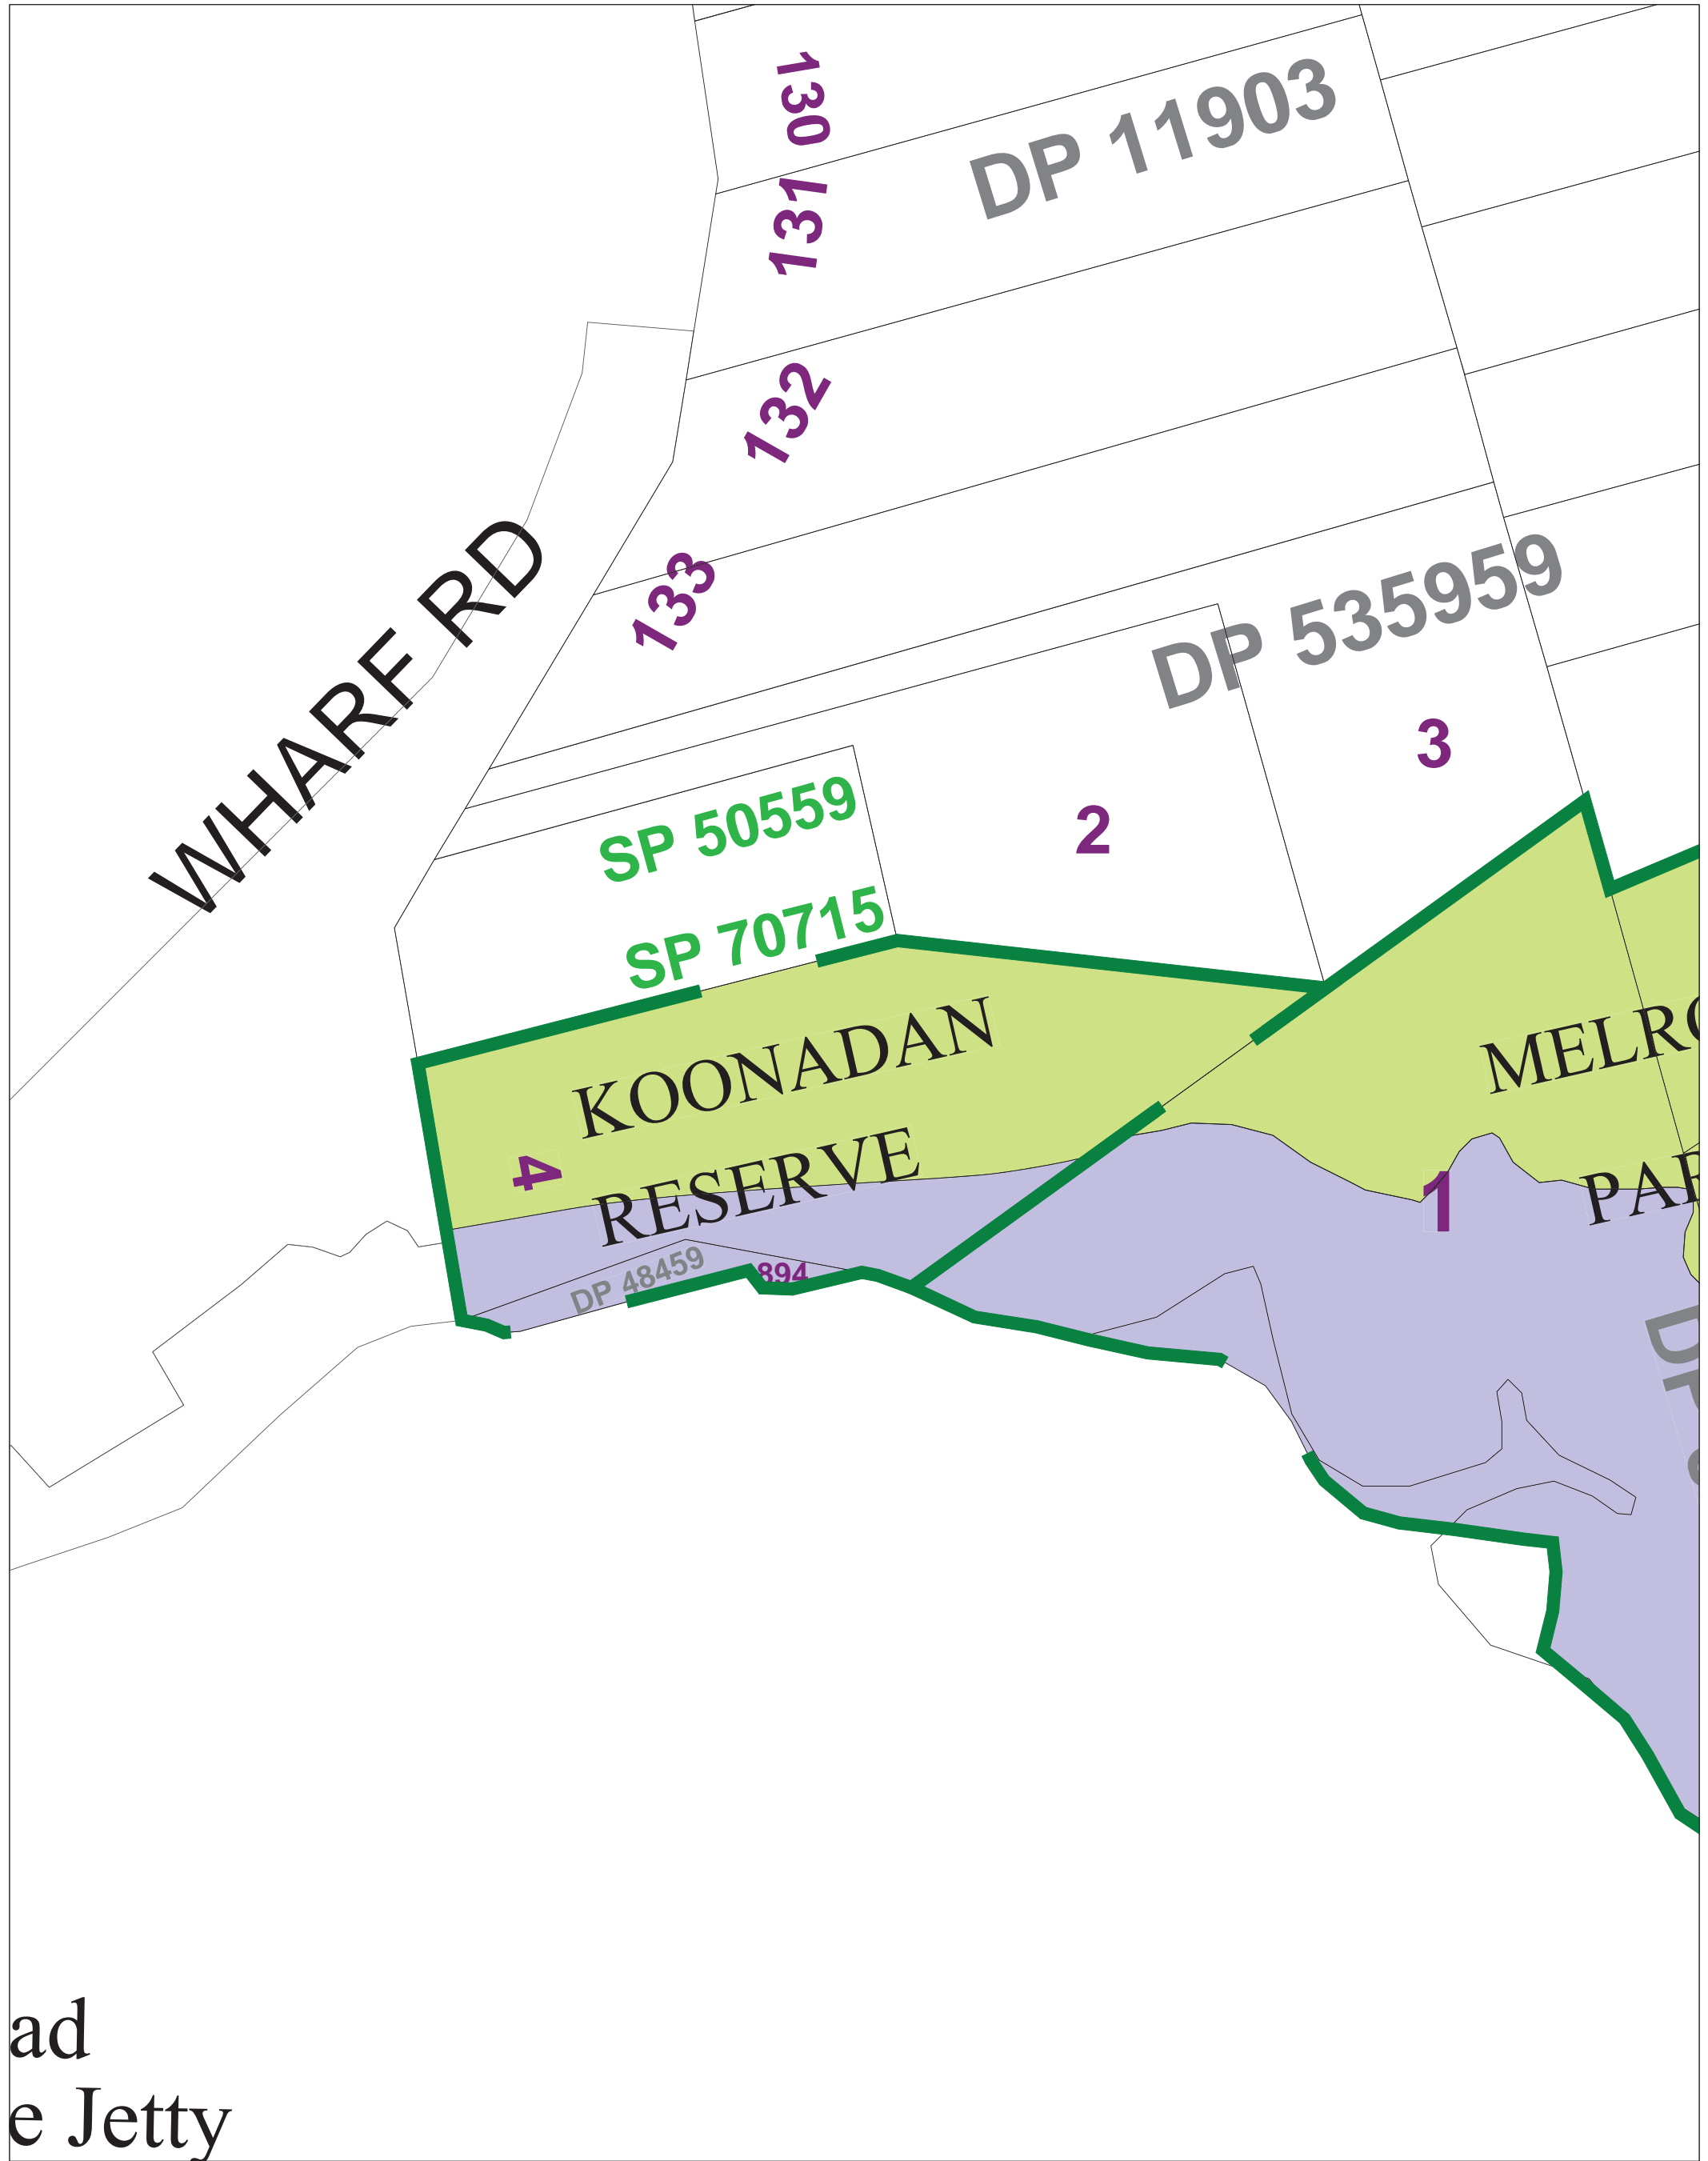 130
DP 11903
131
132
133
WHARF RD
DP 535959
3
2
SP 50559
SP 70715
KOONADAN
RESERVE
4
MELRO
PAR
1
DP 48459
894
DP
ad
e Jetty